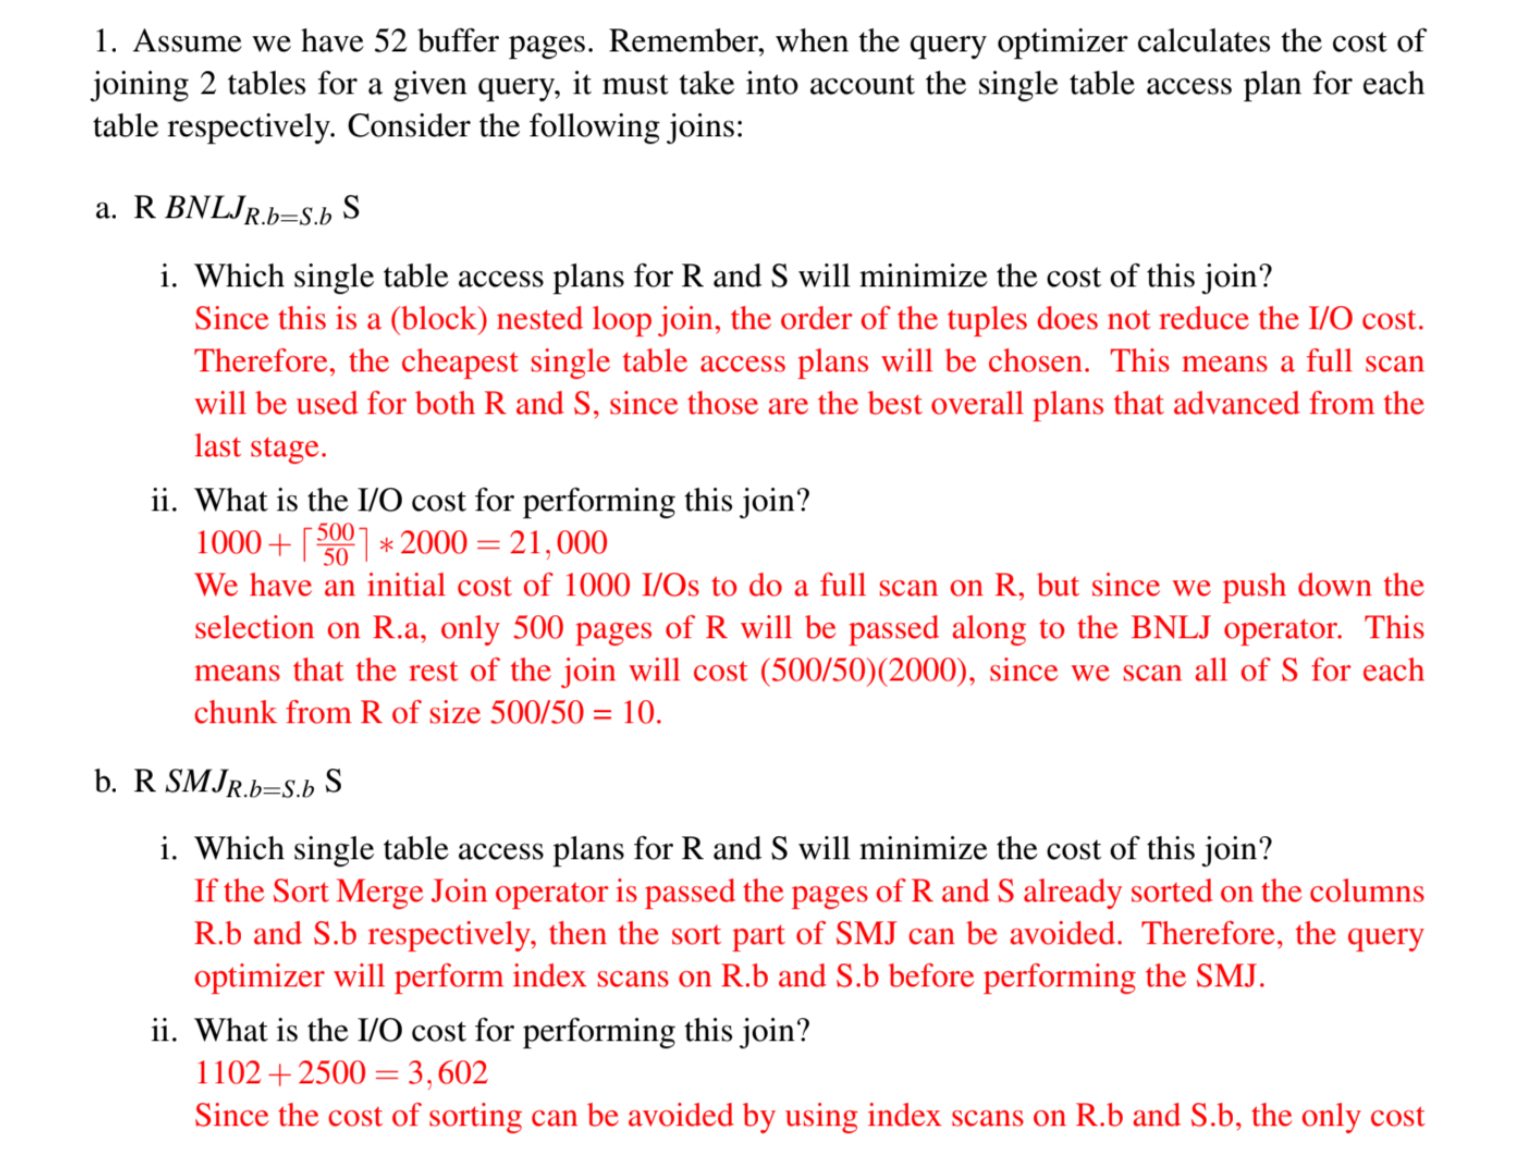 1. Assume we have 52 buffer pages. Remember, when the query optimizer calculates the cost of
joining 2 tables for a given query, it must take into account the single table access plan for each
table respectively. Consider the following joins:
a. R BNLJ_{R.b=S.b} S
i. Which single table access plans for R and S will minimize the cost of this join?
Since this is a (block) nested loop join, the order of the tuples does not reduce the I/O cost.
Therefore, the cheapest single table access plans will be chosen. This means a full scan
will be used for both R and S, since those are the best overall plans that advanced from the
last stage.
ii. What is the I/O cost for performing this join?
1000 + ⌈500/50⌉ * 2000 = 21,000
We have an initial cost of 1000 I/Os to do a full scan on R, but since we push down the
selection on R.a, only 500 pages of R will be passed along to the BNLJ operator. This
means that the rest of the join will cost (500/50)(2000), since we scan all of S for each
chunk from R of size 500/50 = 10.
b. R SMJ_{R.b=S.b} S
i. Which single table access plans for R and S will minimize the cost of this join?
If the Sort Merge Join operator is passed the pages of R and S already sorted on the columns
R.b and S.b respectively, then the sort part of SMJ can be avoided. Therefore, the query
optimizer will perform index scans on R.b and S.b before performing the SMJ.
ii. What is the I/O cost for performing this join?
1102 + 2500 = 3,602
Since the cost of sorting can be avoided by using index scans on R.b and S.b, the only cost